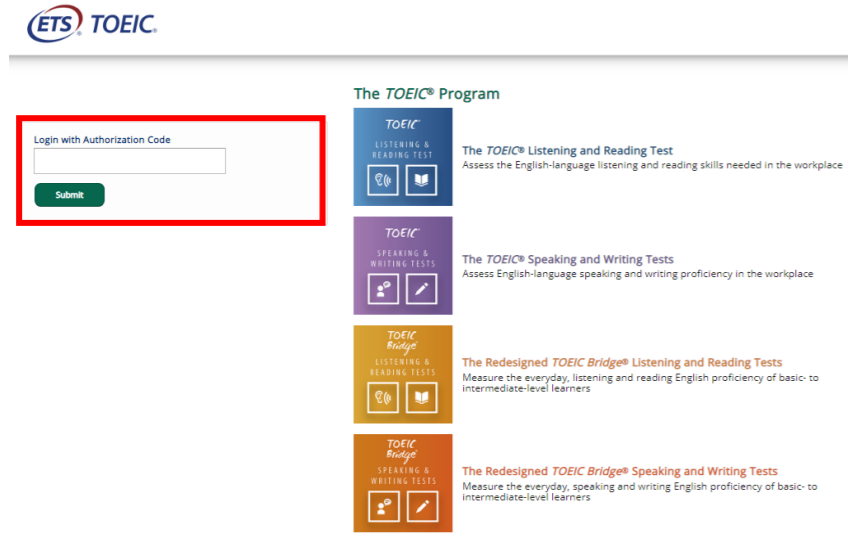 ETS® TOEIC®
Login with Authorization Code
Submit
The TOEIC® Program
TOEIC™
LISTENING &
READING TEST
The TOEIC® Listening and Reading Test
Assess the English-language listening and reading skills needed in the workplace
TOEIC™
SPEAKING &
WRITING TESTS
The TOEIC® Speaking and Writing Tests
Assess English-language speaking and writing proficiency in the workplace
TOEIC
Bridge®
LISTENING &
READING TESTS
The Redesigned TOEIC Bridge® Listening and Reading Tests
Measure the everyday, listening and reading English proficiency of basic- to
intermediate-level learners
TOEIC
Bridge®
SPEAKING &
WRITING TESTS
The Redesigned TOEIC Bridge® Speaking and Writing Tests
Measure the everyday, speaking and writing English proficiency of basic- to
intermediate-level learners